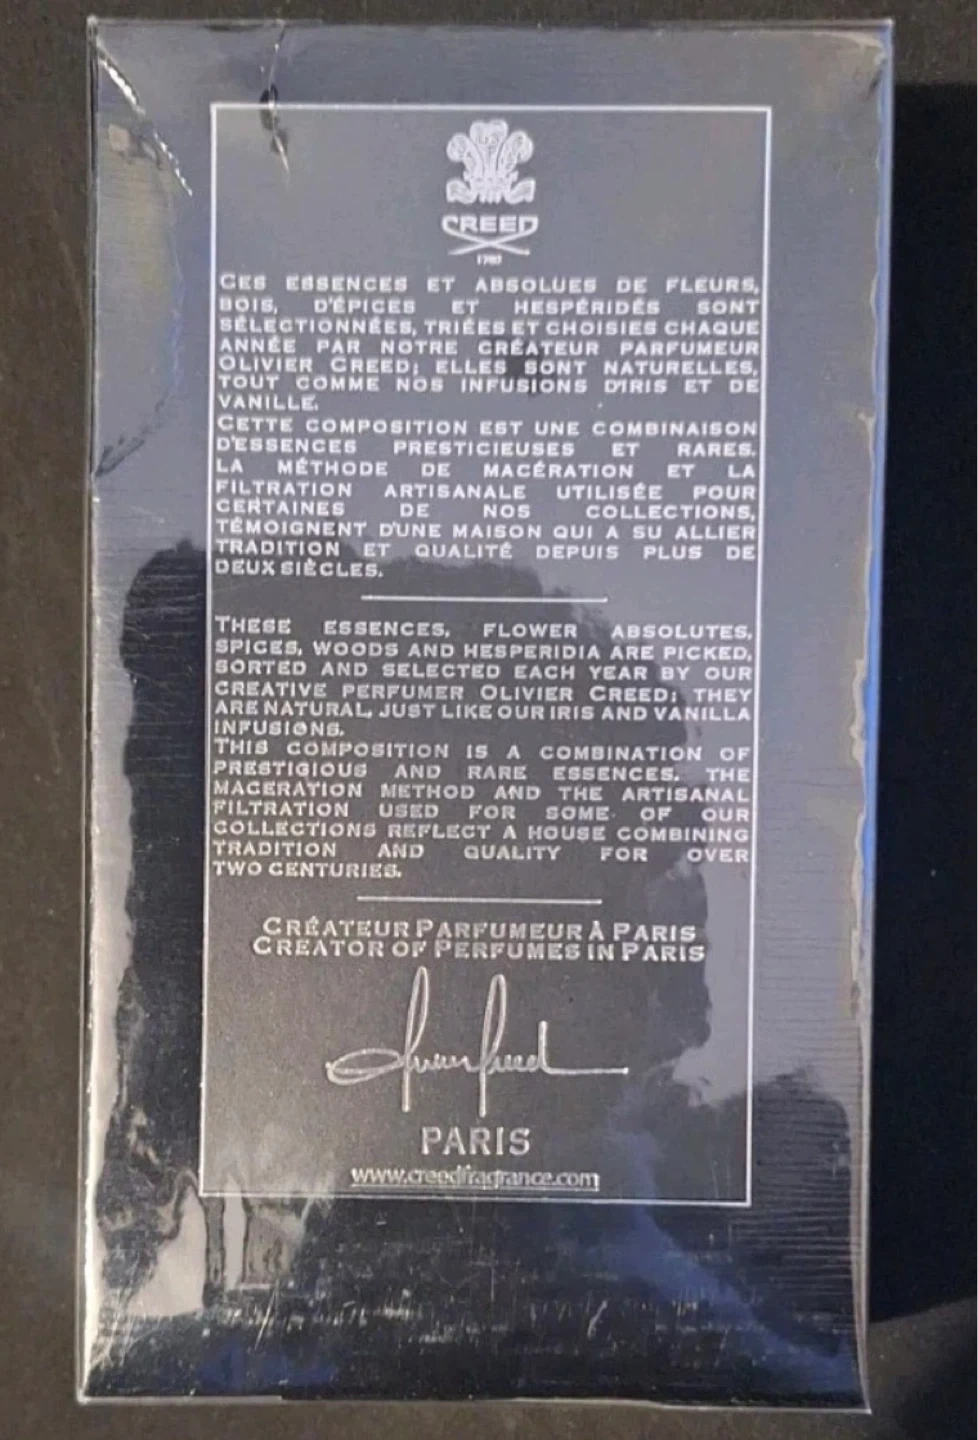 CREED
1760
CES ESSENCES ET ABSOLUES DE FLEURS,
BOIS, D'ÉPICES ET HESPÉRIDÉS SONT
SÉLECTIONNÉES, TRIÉES ET CHOISIES CHAQUE
ANNÉE PAR NOTRE CRÉATEUR PARFUMEUR
OLIVIER CREED; ELLES SONT NATURELLES,
TOUT COMME NOS INFUSIONS D'IRIS ET DE
VANILLE.
CETTE COMPOSITION EST UNE COMBINAISON
D'ESSENCES PRESTIGIEUSES ET RARES.
LA MÉTHODE DE MACÉRATION ET LA
FILTRATION ARTISANALE UTILISÉE POUR
CERTAINES DE NOS COLLECTIONS,
TÉMOIGNENT D'UNE MAISON QUI A SU ALLIER
TRADITION ET QUALITÉ DEPUIS PLUS DE
DEUX SIÈCLES.
THESE ESSENCES, FLOWER ABSOLUTES,
SPICES, WOODS AND HESPERIDIA ARE PICKED,
SORTED AND SELECTED EACH YEAR BY OUR
CREATIVE PERFUMER OLIVIER CREED; THEY
ARE NATURAL, JUST LIKE OUR IRIS AND VANILLA
INFUSIONS.
THIS COMPOSITION IS A COMBINATION OF
PRESTIGIOUS AND RARE ESSENCES. THE
MACERATION METHOD AND THE ARTISANAL
FILTRATION USED FOR SOME OF OUR
COLLECTIONS REFLECT A HOUSE COMBINING
TRADITION AND QUALITY FOR OVER
TWO CENTURIES.
CRÉATEUR PARFUMEUR À PARIS
CREATOR OF PERFUMES IN PARIS
Olivier Creed
PARIS
www.creedfragrance.com